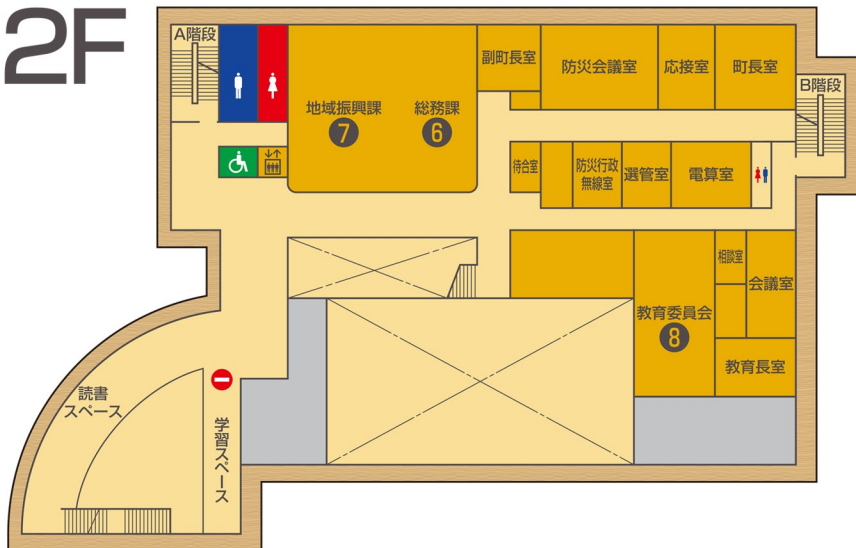 2F
A階段
副町長室
防災会議室
応接室
町長室
B階段
地域振興課
7
総務課
6
待合室
防災行政
無線室
選管室
電算室
相談室
会議室
教育委員会
8
教育長室
読書
スペース
学習スペース